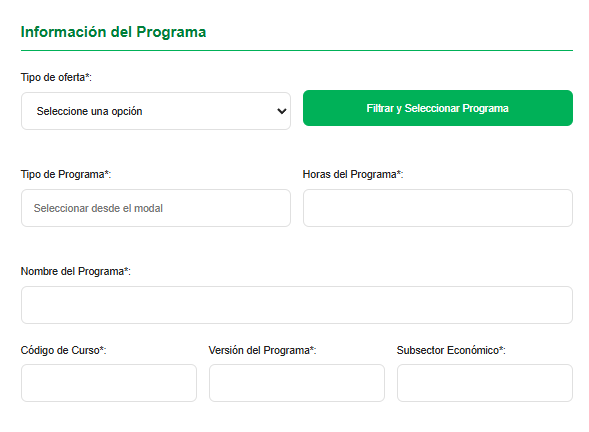 Información del Programa
Tipo de oferta*:
Seleccione una opción
Filtrar y Seleccionar Programa
Tipo de Programa*:
Horas del Programa*:
Seleccionar desde el modal
Nombre del Programa*:
Código de Curso*:
Versión del Programa*:
Subsector Económico*: